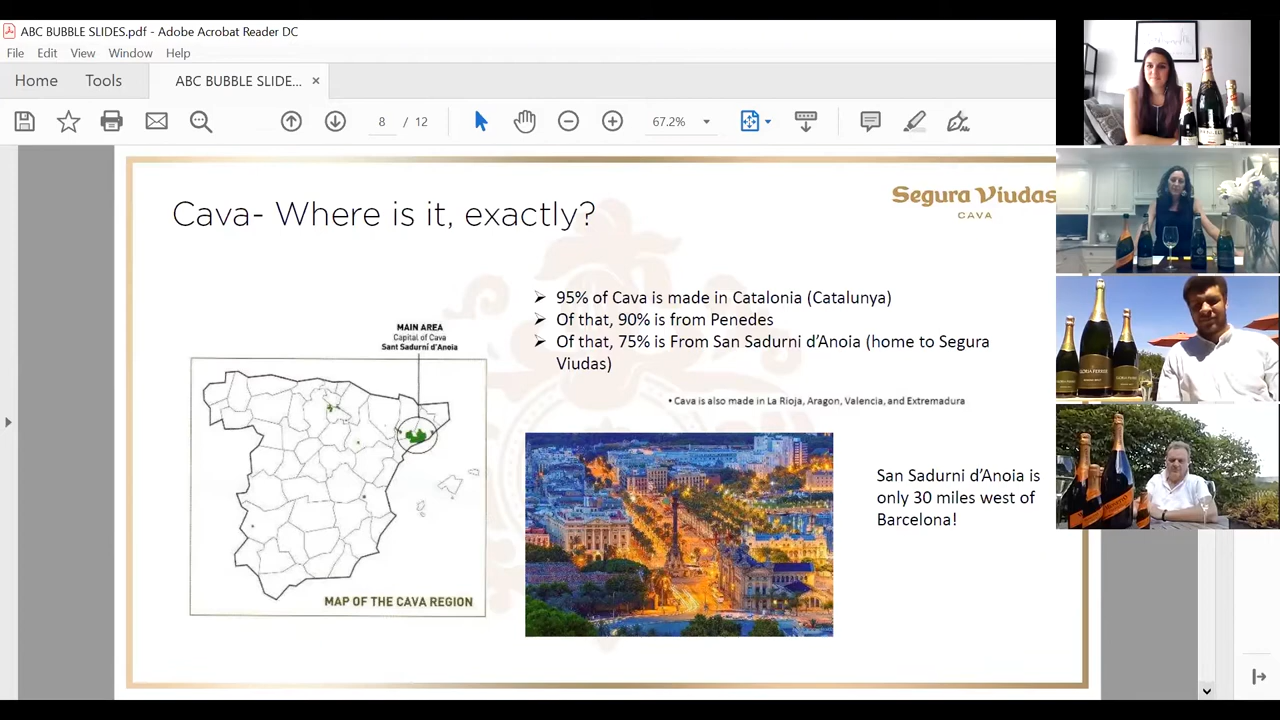 ABC BUBBLE SLIDES.pdf - Adobe Acrobat Reader DC
File Edit View Window Help
Home Tools ABC BUBBLE SLIDE... ×
8 / 12 67.2%
Cava- Where is it, exactly?
Segura Viudas
CAVA
➢ 95% of Cava is made in Catalonia (Catalunya)
➢ Of that, 90% is from Penedes
➢ Of that, 75% is From San Sadurni d’Anoia (home to Segura
Viudas)
• Cava is also made in La Rioja, Aragon, Valencia, and Extremadura
MAIN AREA
Capital of Cava
Sant Sadurní d'Anoia
MAP OF THE CAVA REGION
San Sadurni d’Anoia is
only 30 miles west of
Barcelona!